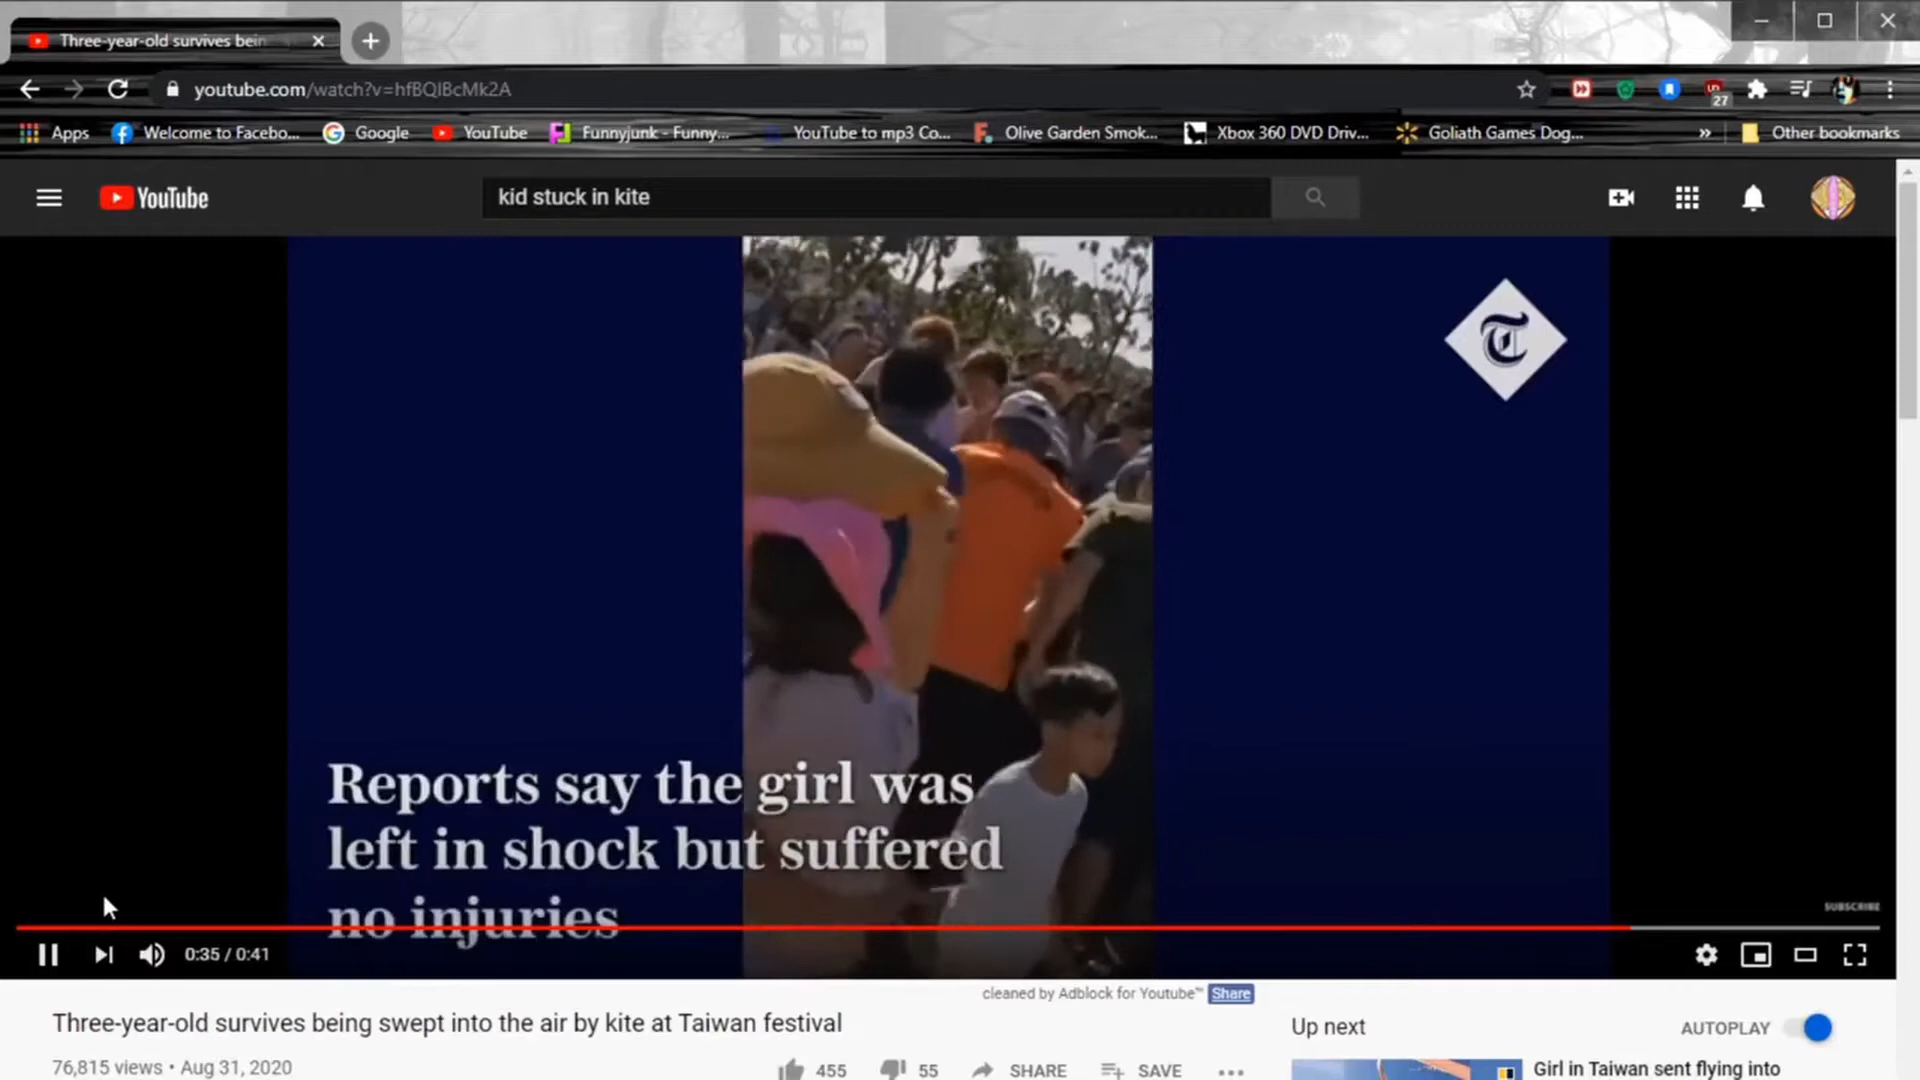 Three-year-old survives bein
youtube.com/watch?v=hfBQIBcMk2A
27
Apps
Welcome to Facebo...
Google
YouTube
Funnyjunk - Funny...
YouTube to mp3 Co...
Olive Garden Smok...
Xbox 360 DVD Driv...
Goliath Games Dog...
»
Other bookmarks
YouTube
kid stuck in kite
T
Reports say the girl was
left in shock but suffered
no injuries
SUBSCRIBE
0:35 / 0:41
cleaned by Adblock for Youtube™ Share
Three-year-old survives being swept into the air by kite at Taiwan festival
76,815 views • Aug 31, 2020
455
55
SHARE
SAVE
Up next
AUTOPLAY
Girl in Taiwan sent flying into